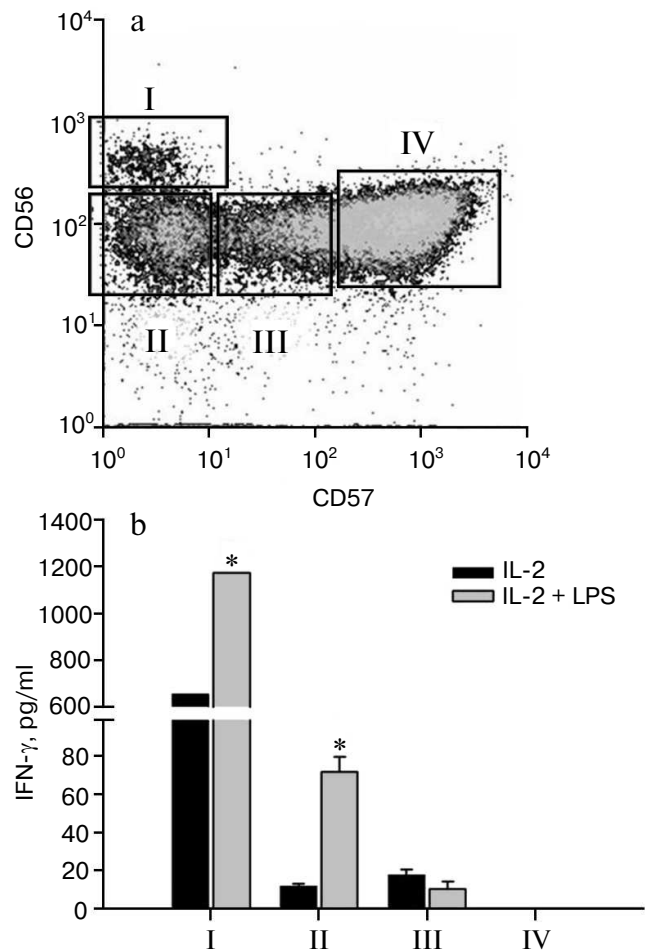 a
10⁴
10³
10²
10¹
10⁰
CD56
I
IV
II
III
10⁰ 10¹ 10² 10³ 10⁴
CD57
b
1400
1200
1000
800
600
80
60
40
20
0
IFN-γ, pg/ml
*
*
IL-2
IL-2 + LPS
I II III IV